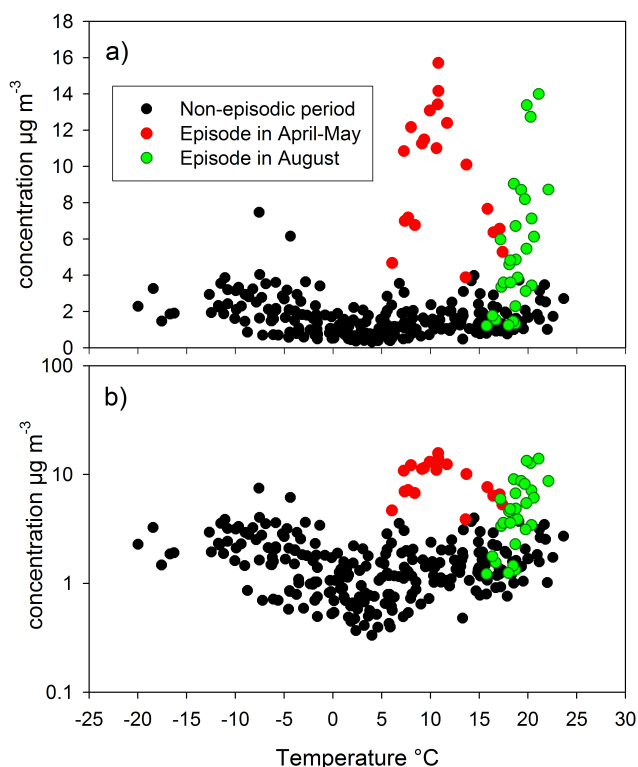 18
a)
16
14
Non-episodic period
12
Episode in April-May
10
Episode in August
8
6
4
2
0
concentration µg m-3
100
b)
10
1
0.1
concentration µg m-3
-25 -20 -15 -10 -5 0 5 10 15 20 25 30
Temperature °C